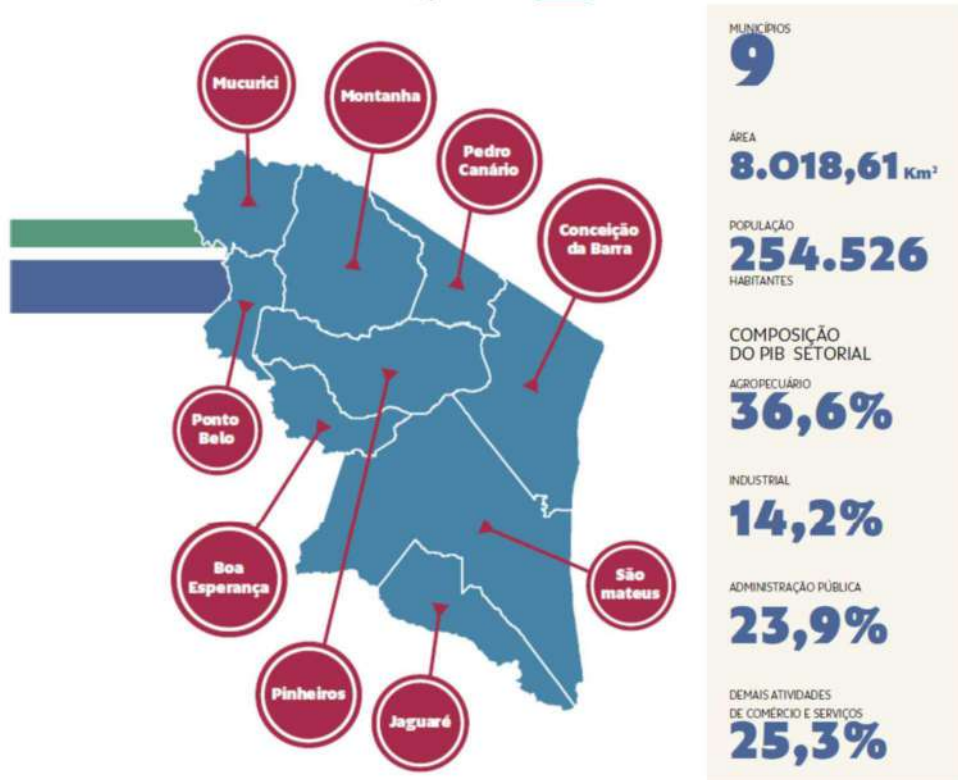 Mucurici
Montanha
Pedro
Canário
Conceição
da Barra
Ponto
Belo
Boa
Esperança
São
mateus
Pinheiros
Jaguaré
MUNICÍPIOS
9
ÁREA
8.018,61 Km²
POPULAÇÃO
254.526
HABITANTES
COMPOSIÇÃO
DO PIB SETORIAL
AGROPECUÁRIO
36,6%
INDUSTRIAL
14,2%
ADMINISTRAÇÃO PÚBLICA
23,9%
DEMAIS ATIVIDADES
DE COMÉRCIO E SERVIÇOS
25,3%